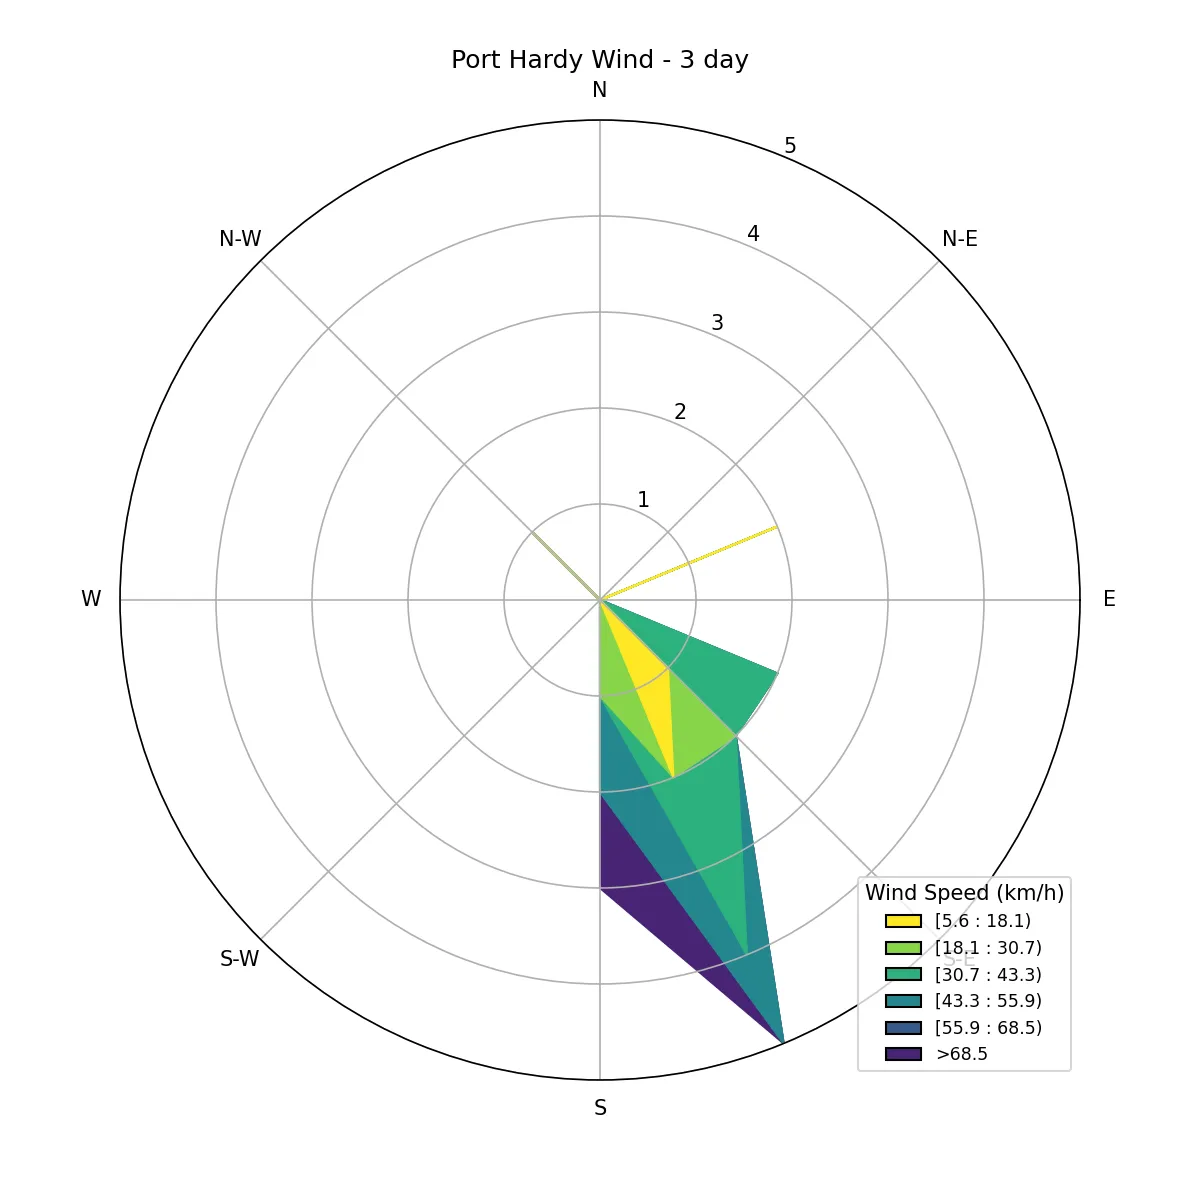 Port Hardy Wind - 3 day
N
5
N-W
4
N-E
3
2
1
W
E
Wind Speed (km/h)
[5.6 : 18.1)
[18.1 : 30.7)
S-W
S-E
[30.7 : 43.3)
[43.3 : 55.9)
[55.9 : 68.5)
>68.5
S